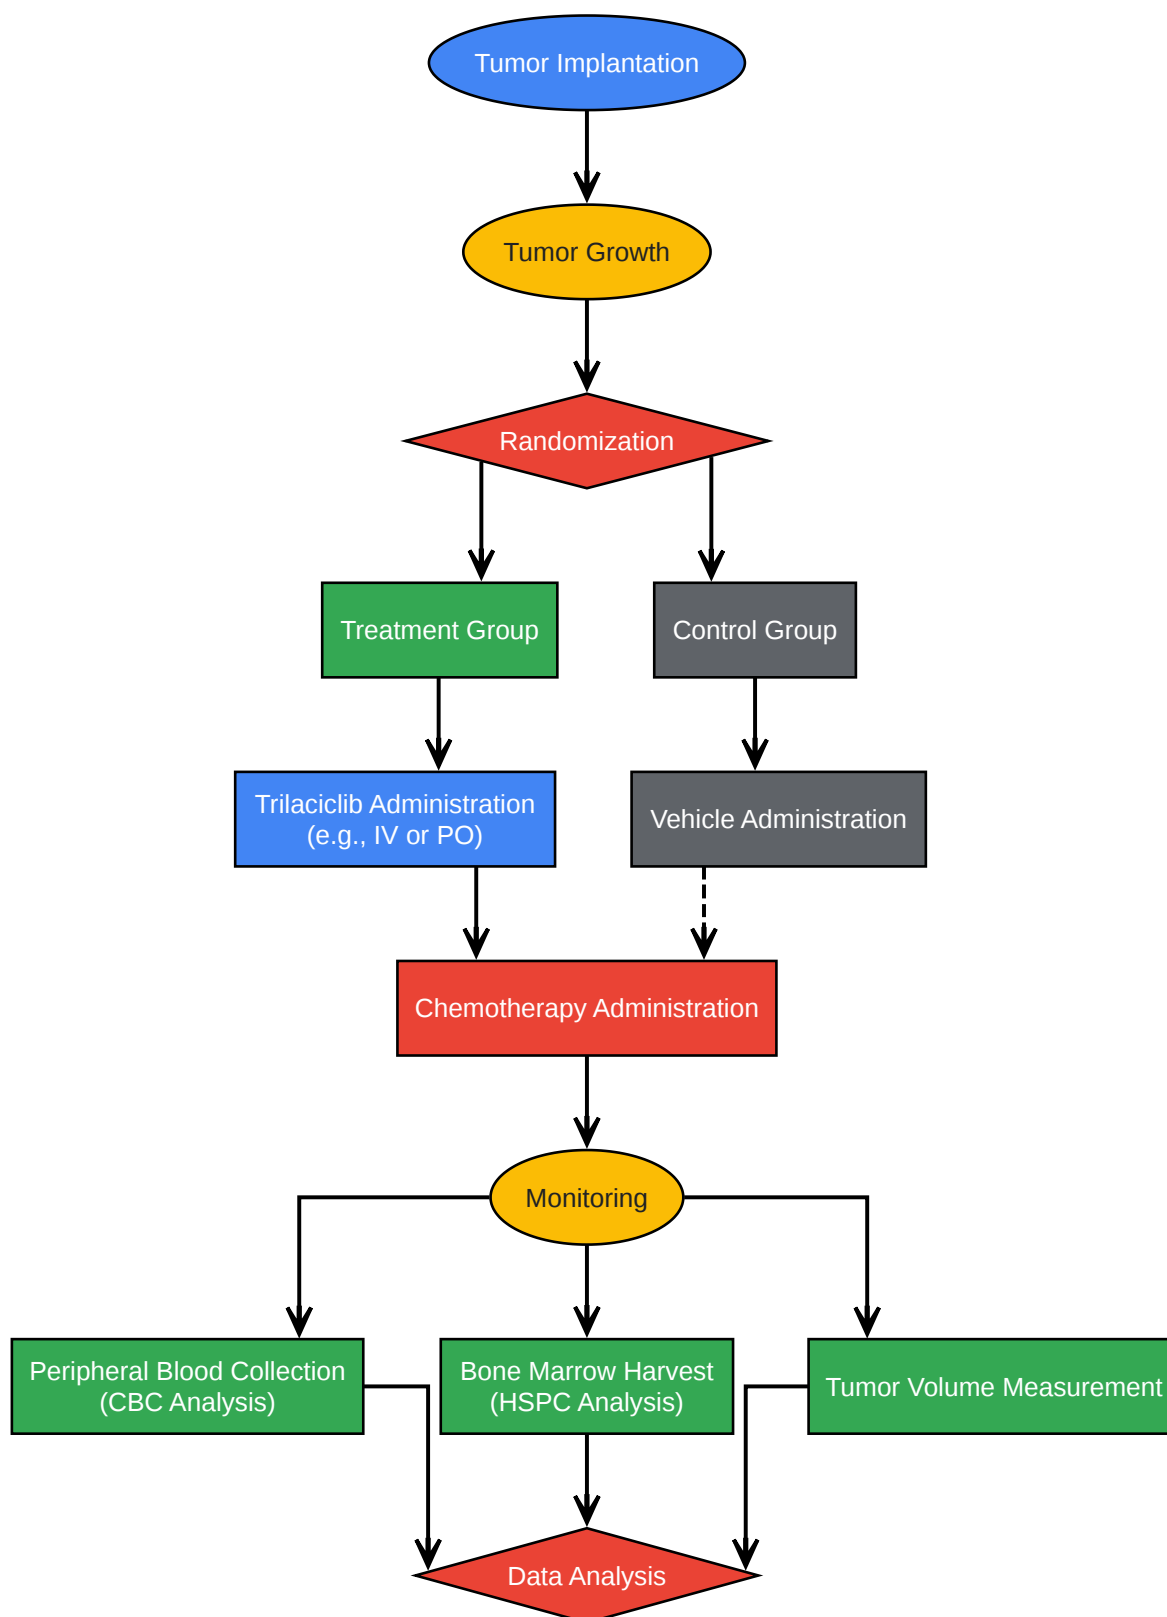 Tumor Implantation
Tumor Growth
Randomization
Treatment Group
Control Group
Trilaciclib Administration
(e.g., IV or PO)
Vehicle Administration
Chemotherapy Administration
Monitoring
Peripheral Blood Collection
(CBC Analysis)
Bone Marrow Harvest
(HSPC Analysis)
Tumor Volume Measurement
Data Analysis